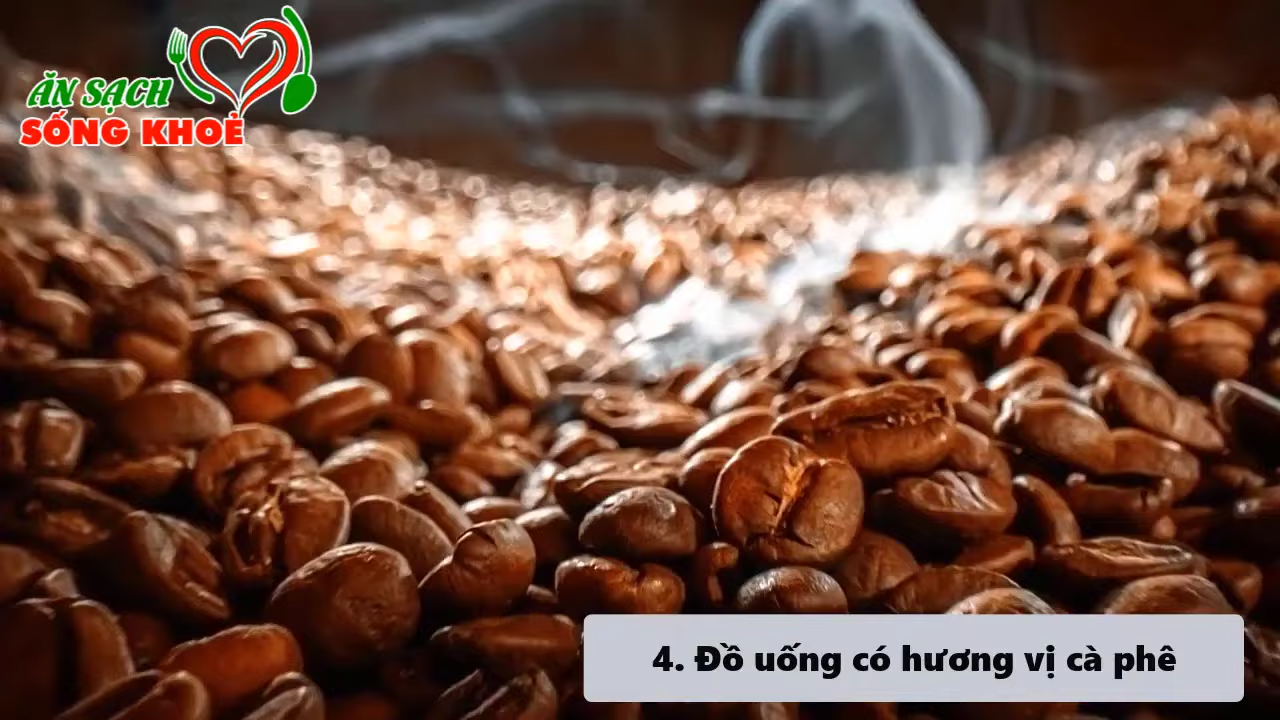 ĂN SẠCH
SỐNG KHOẺ
4. Đồ uống có hương vị cà phê